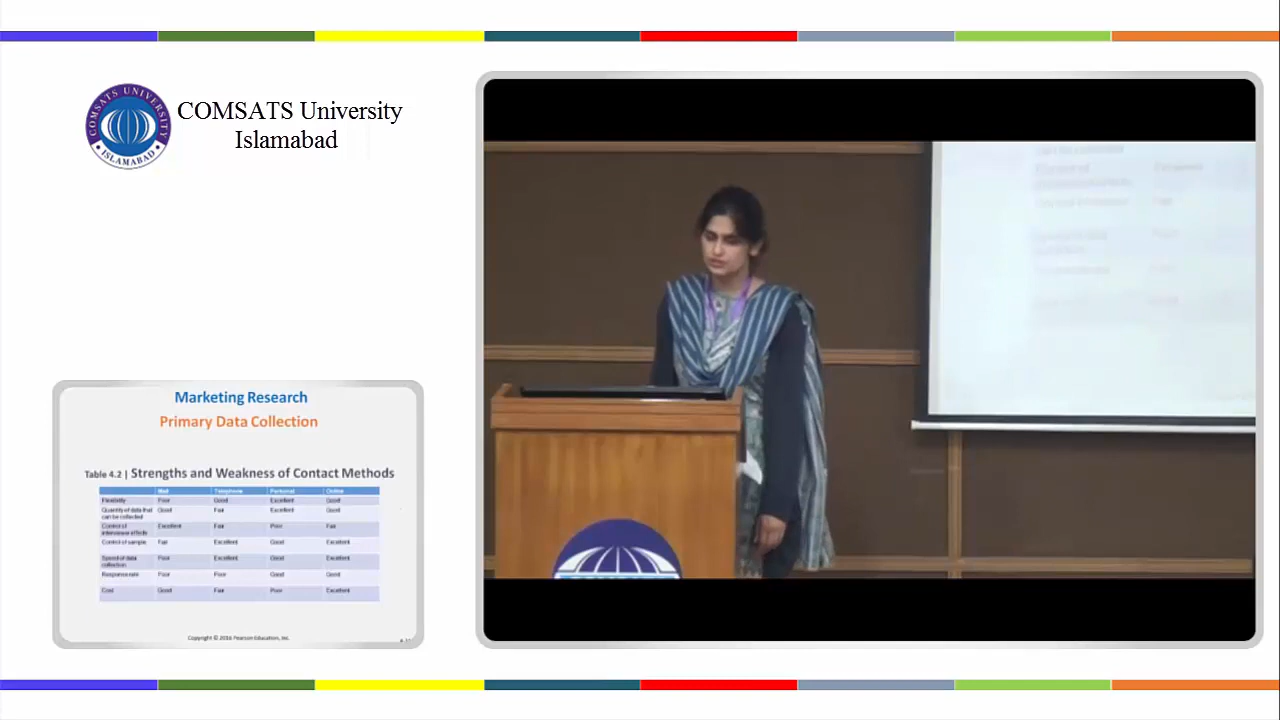 COMSATS UNIVERSITY
ISLAMABAD
COMSATS University
Islamabad
Marketing Research
Primary Data Collection
Table 4.2 | Strengths and Weakness of Contact Methods
Mail Telephone Personal Online
Flexibility Poor Good Excellent Good
Quantity of data that can be collected Good Fair Excellent Good
Control of interviewer effects Excellent Fair Poor Fair
Control of sample Fair Excellent Good Excellent
Speed of data collection Poor Excellent Good Excellent
Response rate Poor Poor Good Good
Cost Good Fair Poor Excellent
Copyright © 2016 Pearson Education, Inc.